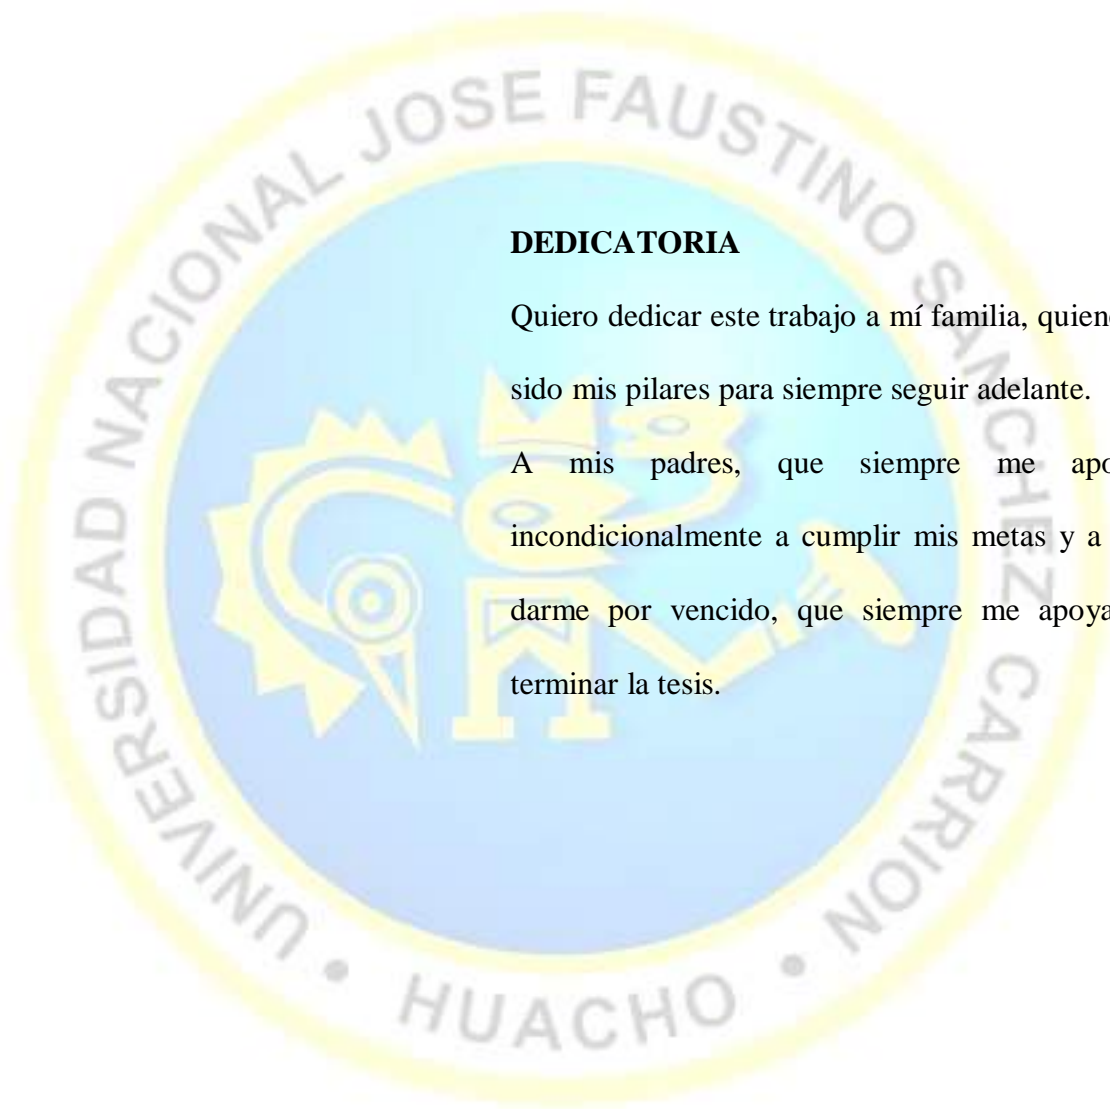 UNIVERSIDAD NACIONAL JOSE FAUSTINO SANCHEZ CARRION
• HUACHO •
DEDICATORIA
Quiero dedicar este trabajo a mí familia,
sido mis pilares para siempre seguir adelante.
A mis padres, que siempre me
incondicionalmente a cumplir mis metas y a
darme por vencido, que siempre me
terminar la tesis.